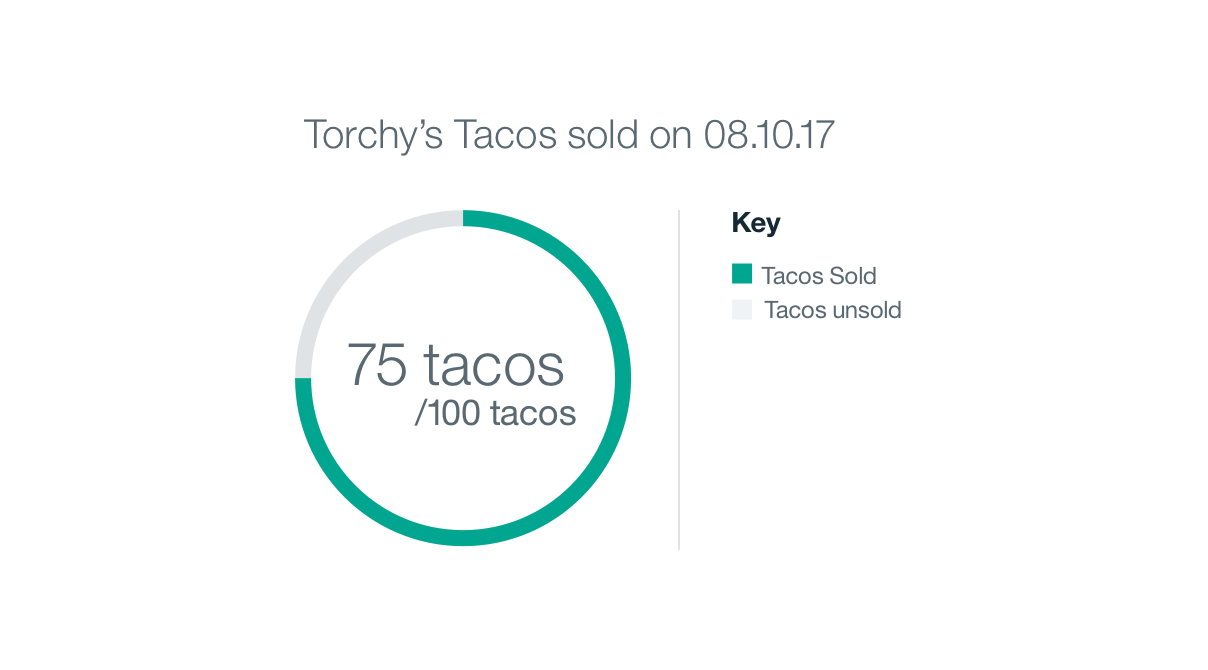 Torchy’s Tacos sold on 08.10.17
75 tacos
/100 tacos
Key
Tacos Sold
Tacos unsold